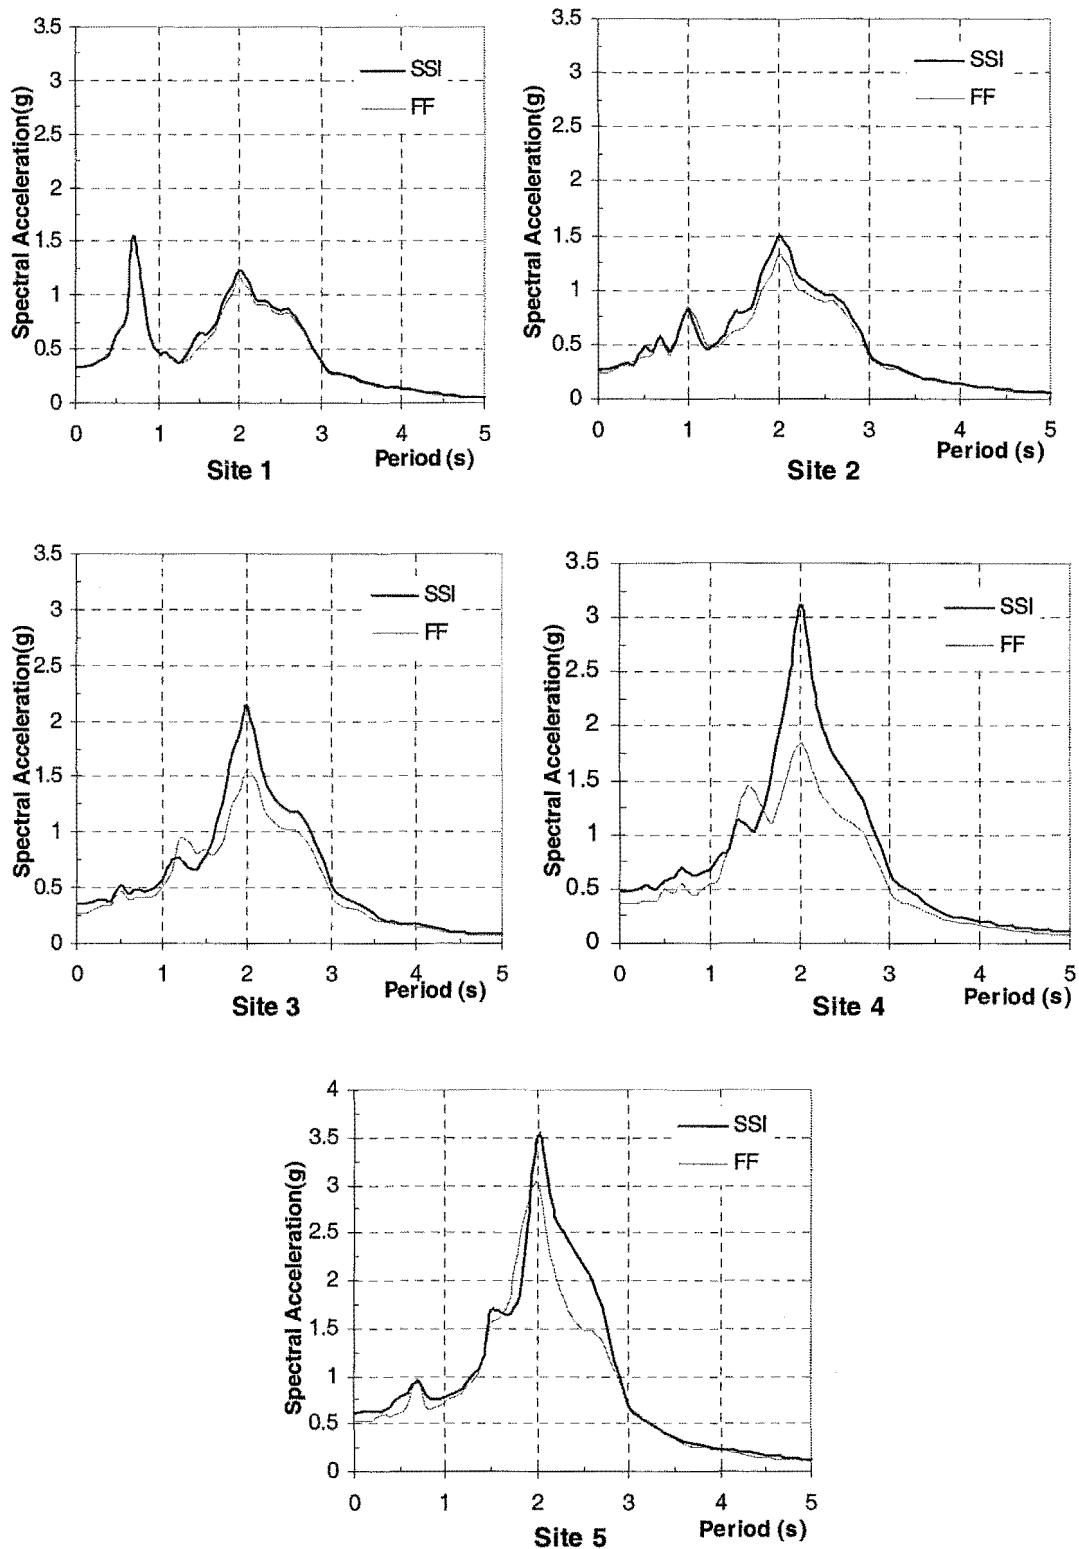 3.5
3
2.5
2
1.5
1
0.5
0
Spectral Acceleration(g)
SSI
FF
0 1 2 3 4 5
Period (s)
Site 1
3.5
3
2.5
2
1.5
1
0.5
0
Spectral Acceleration(g)
SSI
FF
0 1 2 3 4 5
Period (s)
Site 2
3.5
3
2.5
2
1.5
1
0.5
0
Spectral Acceleration(g)
SSI
FF
0 1 2 3 4 5
Period (s)
Site 3
3.5
3
2.5
2
1.5
1
0.5
0
Spectral Acceleration(g)
SSI
FF
0 1 2 3 4 5
Period (s)
Site 4
4
3.5
3
2.5
2
1.5
1
0.5
0
Spectral Acceleration(g)
SSI
FF
0 1 2 3 4 5
Period (s)
Site 5